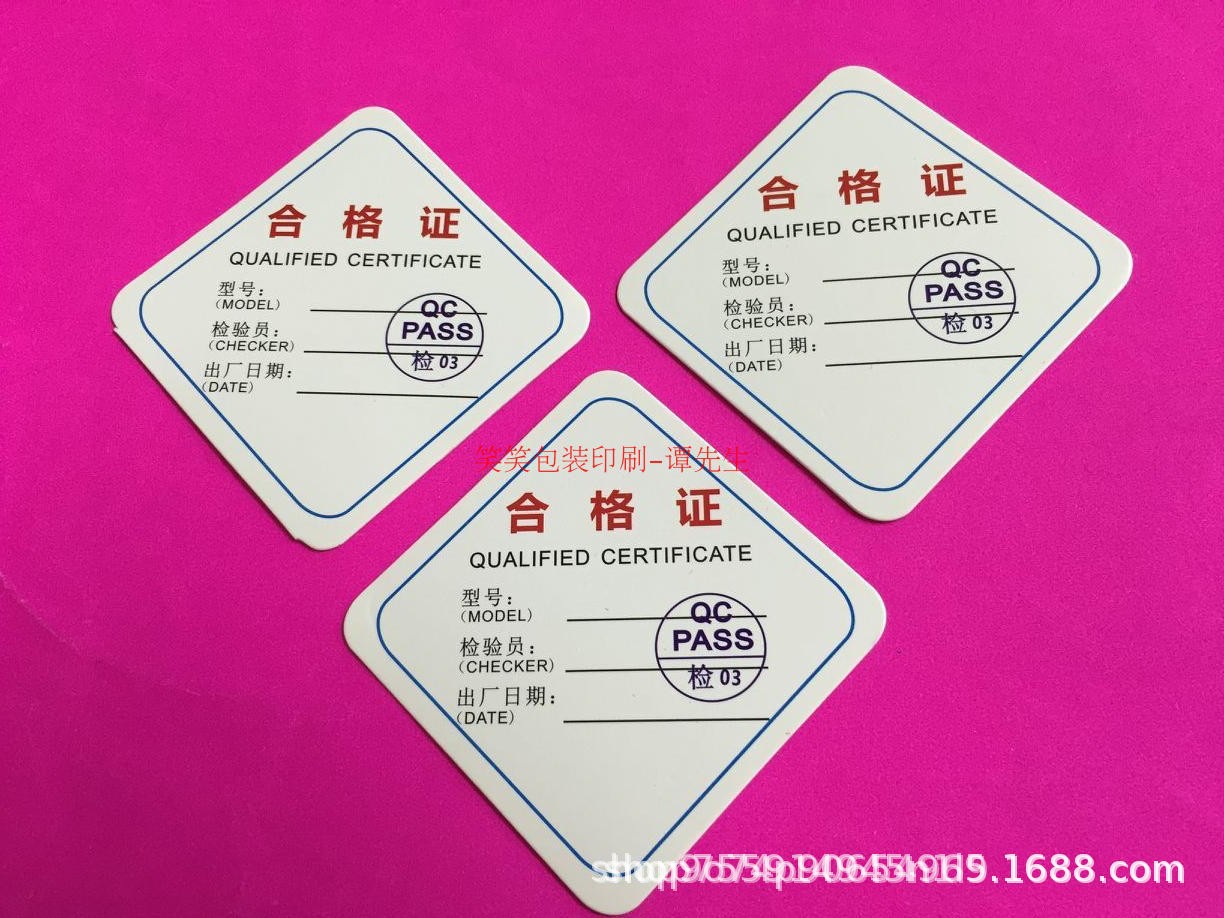 合格证
QUALIFIED CERTIFICATE
型号：
（MODEL）
检验员：
（CHECKER）
出厂日期：
（DATE）
QC
PASS
检 03
合格证
QUALIFIED CERTIFICATE
型号：
（MODEL）
检验员：
（CHECKER）
出厂日期：
（DATE）
QC
PASS
检 03
笑笑包装印刷-谭先生
合格证
QUALIFIED CERTIFICATE
型号：
（MODEL）
检验员：
（CHECKER）
出厂日期：
（DATE）
QC
PASS
检 03
.1688.com